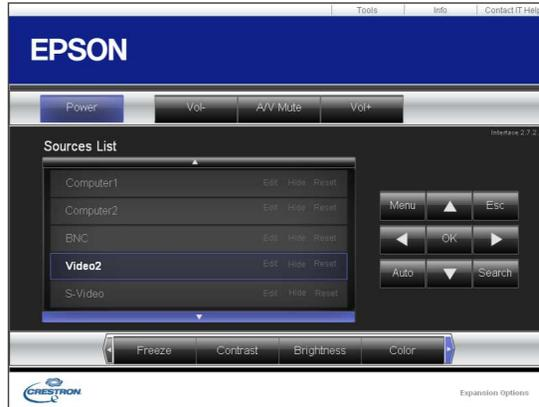 Tools Info Contact IT Help
EPSON
Power Vol- A/V Mute Vol+
Interface 2.7.2
Sources List
Computer1 Edit Hide Reset
Computer2 Edit Hide Reset
BNC Edit Hide Reset
Video2 Edit Hide Reset
S-Video Edit Hide Reset
Menu Esc
OK
Auto Search
Freeze Contrast Brightness Color
CRESTRON
Expansion Options